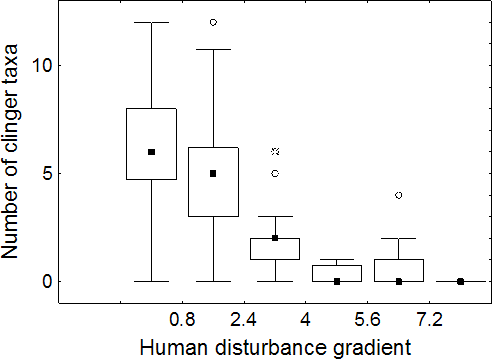 Number of clinger taxa
10
5
0
0.8 2.4 4 5.6 7.2
Human disturbance gradient